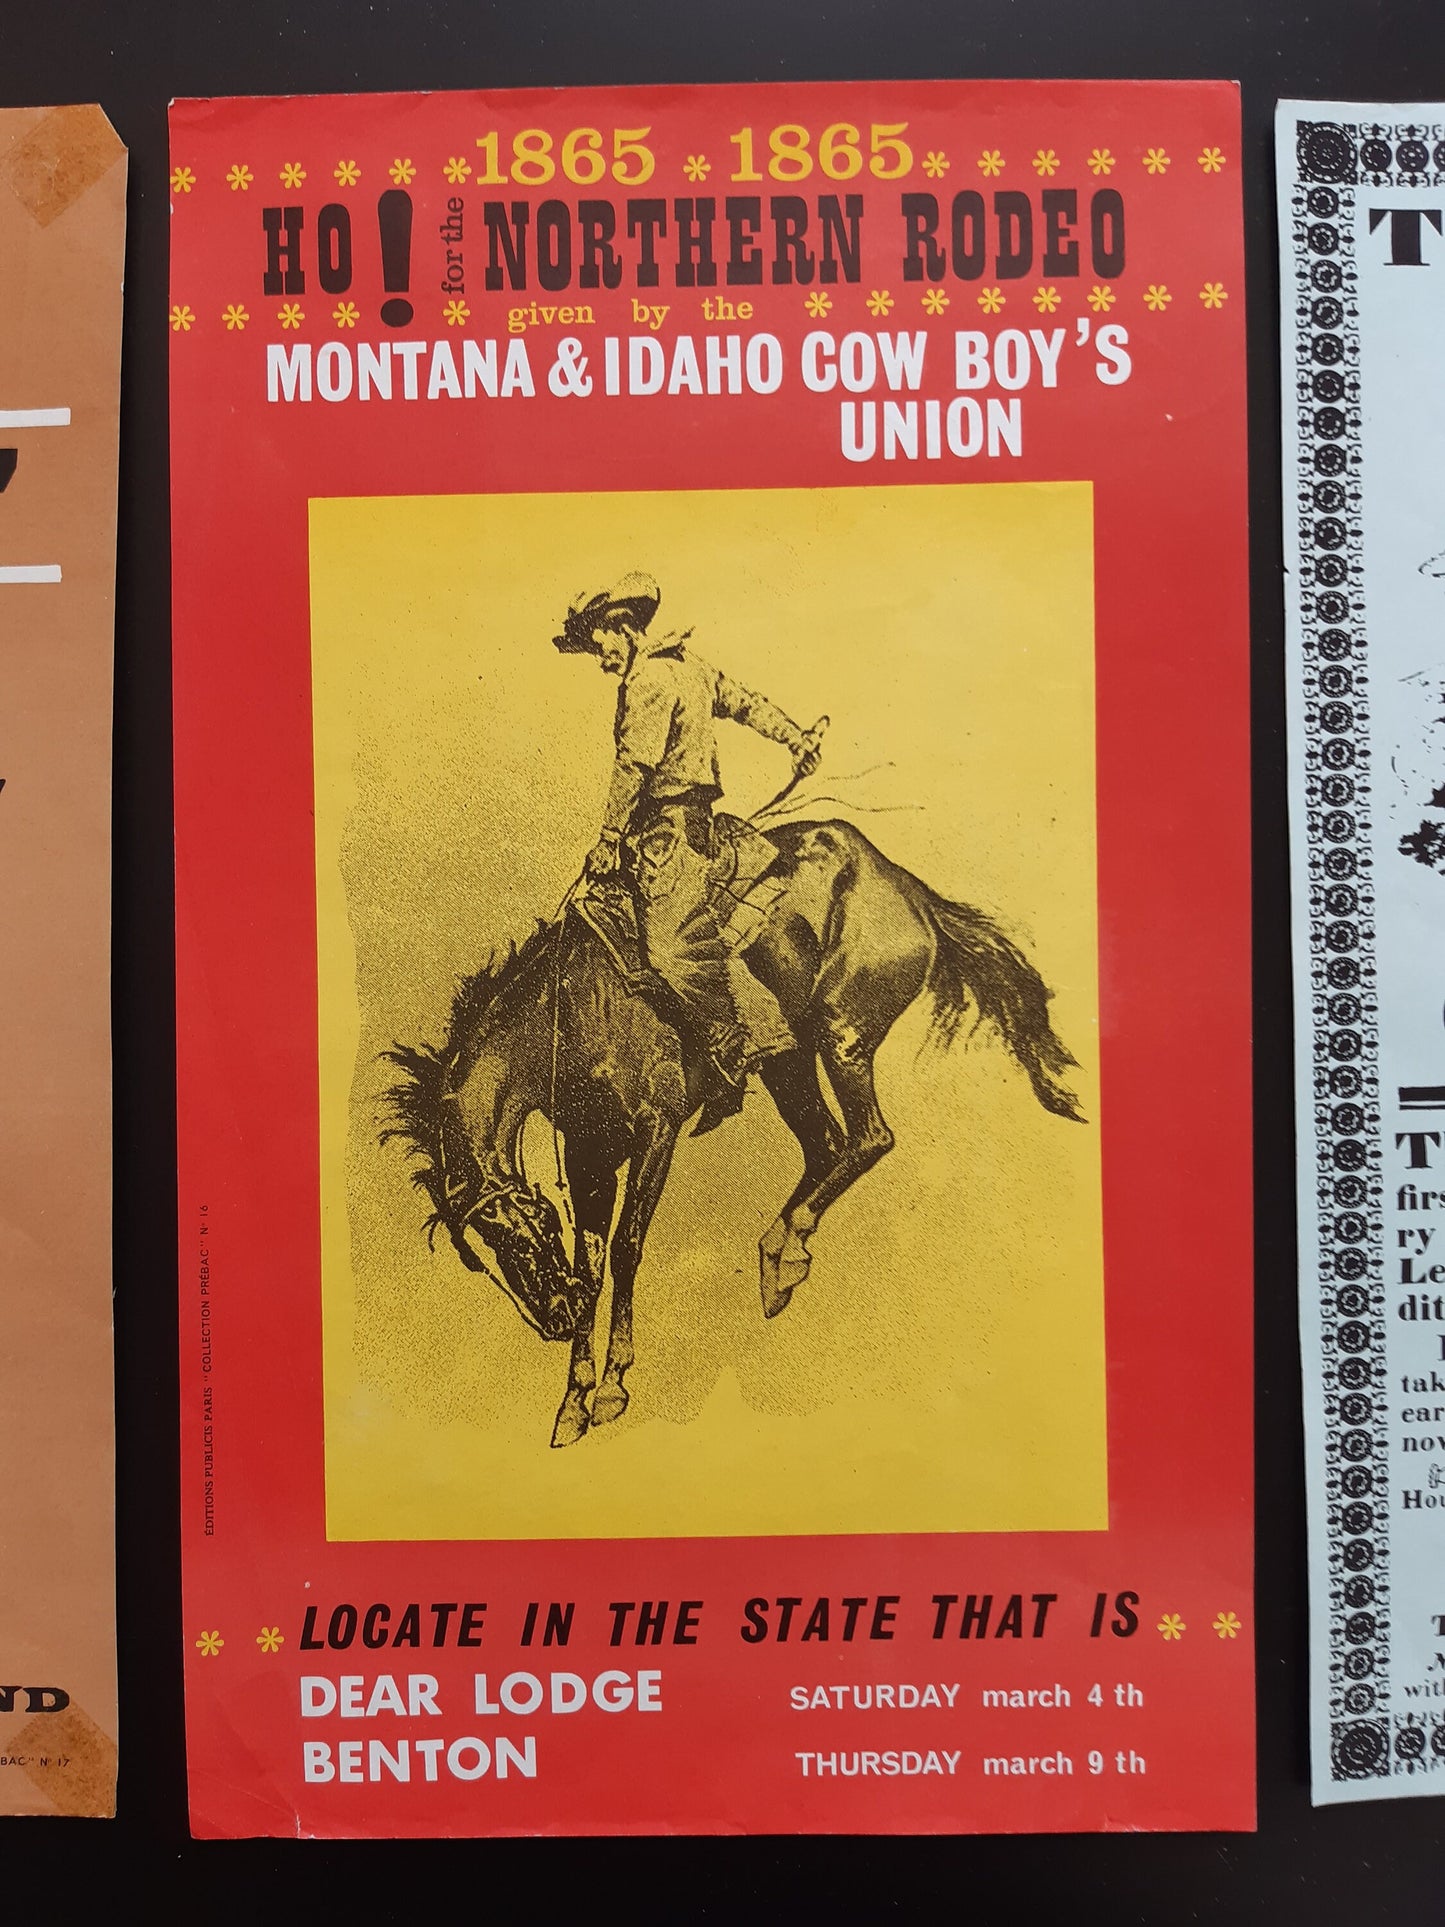 1865 * 1865
HO! for the NORTHERN RODEO
given by the
MONTANA & IDAHO COW BOY'S
UNION
ÉDITIONS PUBLICIS PARIS "COLLECTION PRÉBAC" N° 16
* * LOCATE IN THE STATE THAT IS * *
DEAR LODGE SATURDAY march 4 th
BENTON THURSDAY march 9 th
N° 17
ry